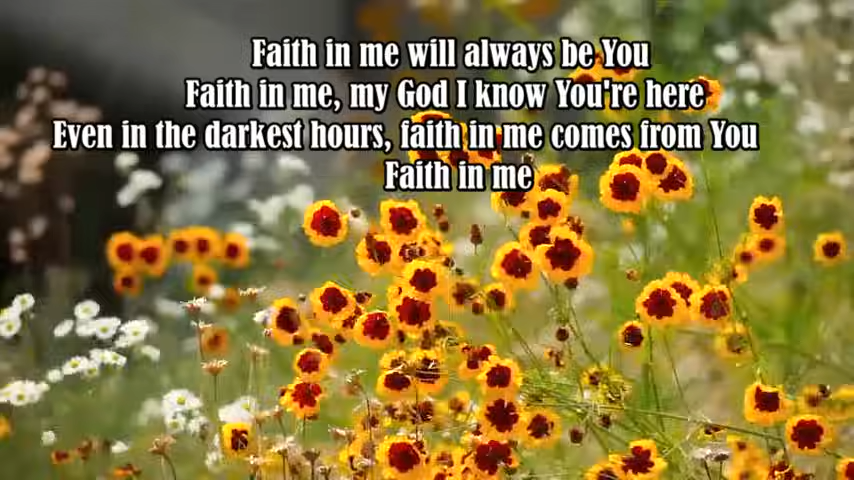 Faith in me will always be You
Faith in me, my God I know You're here
Even in the darkest hours, faith in me comes from You
Faith in me